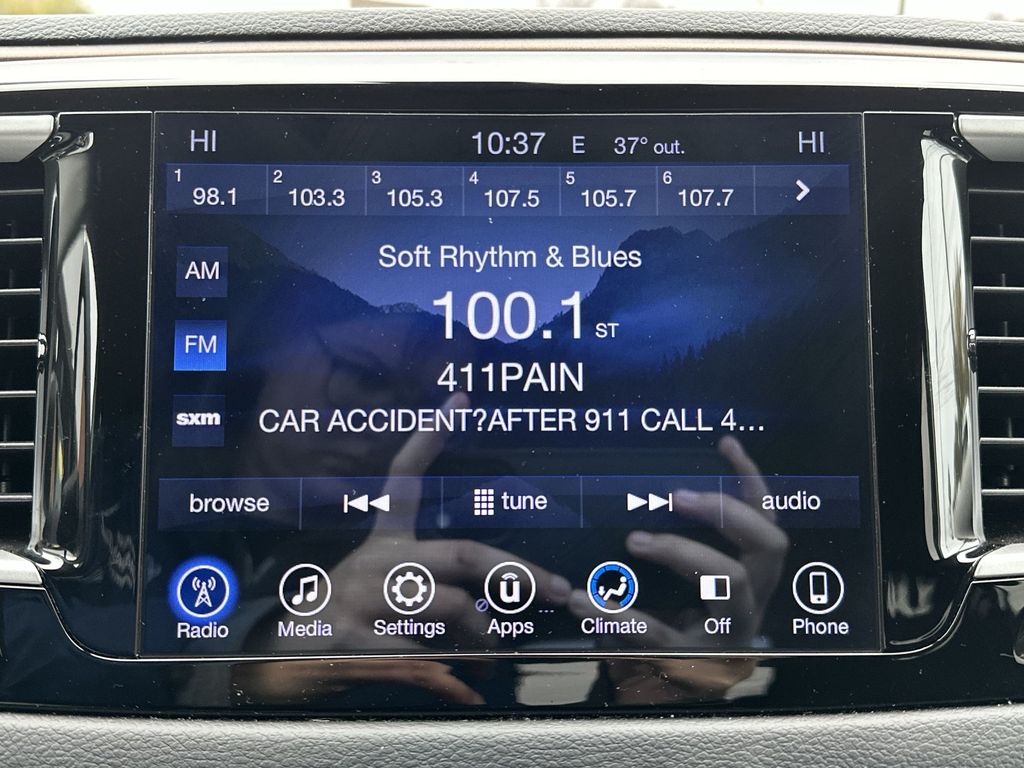 HI 10:37 E 37° out. HI
1 98.1 2 103.3 3 105.3 4 107.5 5 105.7 6 107.7
Soft Rhythm & Blues
AM
100.1 ST
FM
411PAIN
sxm
CAR ACCIDENT?AFTER 911 CALL 4...
browse tune audio
Radio Media Settings Apps Climate Off Phone